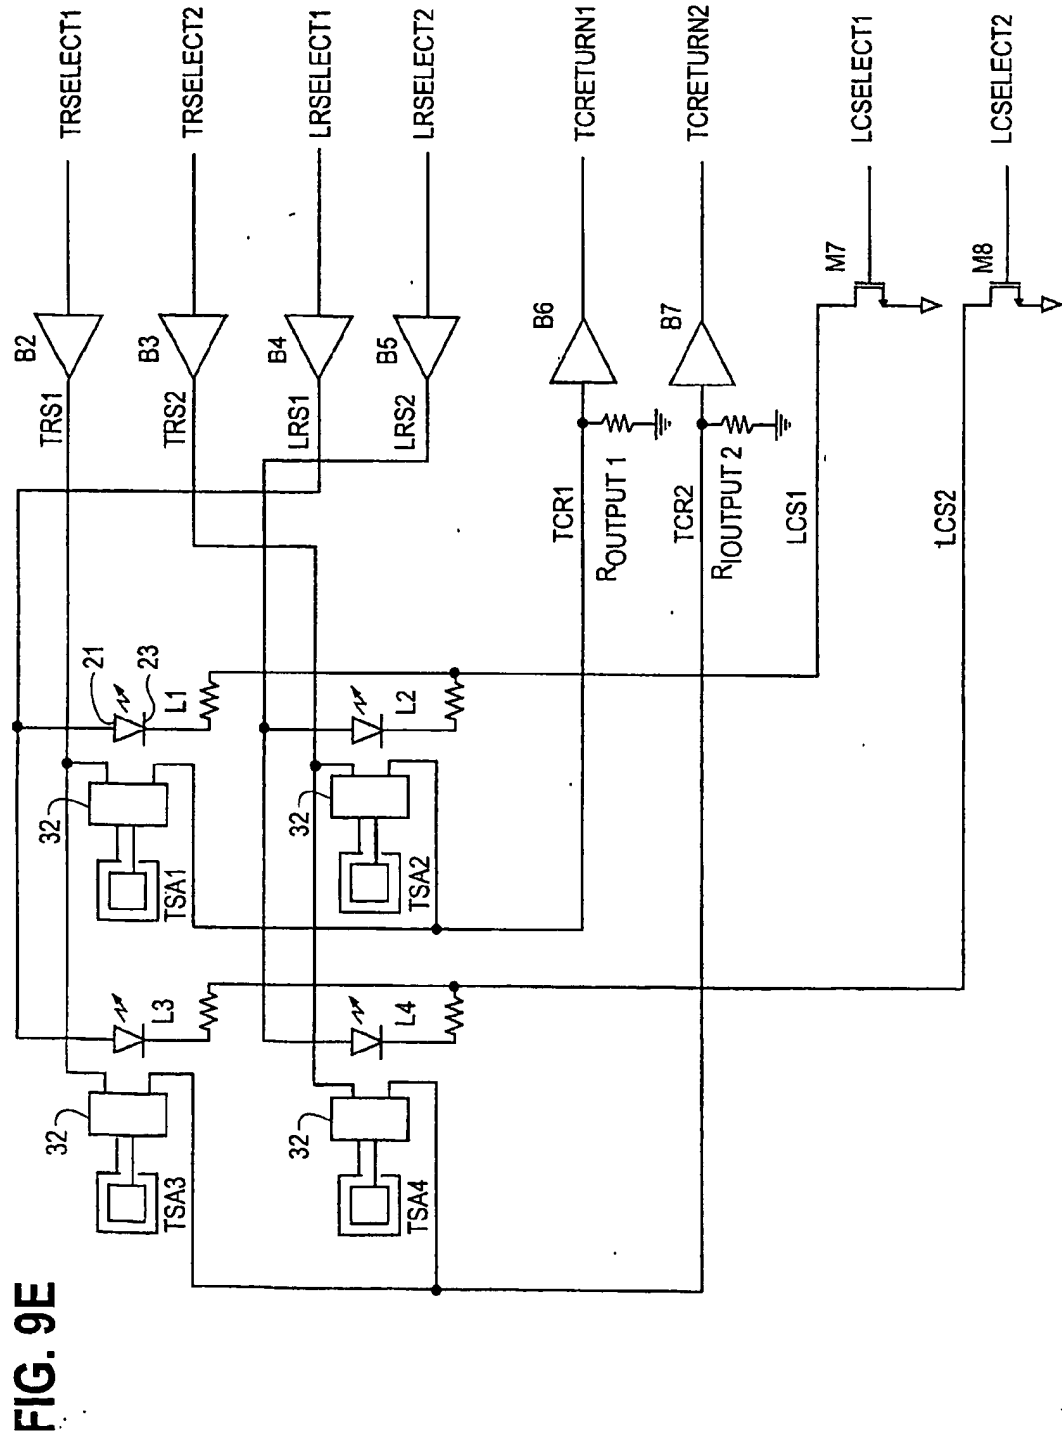 FIG. 9E
TRSELECT1
TRSELECT2
LRSELECT1
LRSELECT2
TCRETURN1
TCRETURN2
LCSELECT1
LCSELECT2
B2
B3
B4
B5
B6
B7
M7
M8
TRS1
TRS2
LRS1
LRS2
TCR1
ROUTPUT 1
TCR2
RIOUTPUT 2
LCS1
LCS2
21
23
L1
L2
32
TSA1
32
TSA2
L3
L4
32
TSA3
32
TSA4